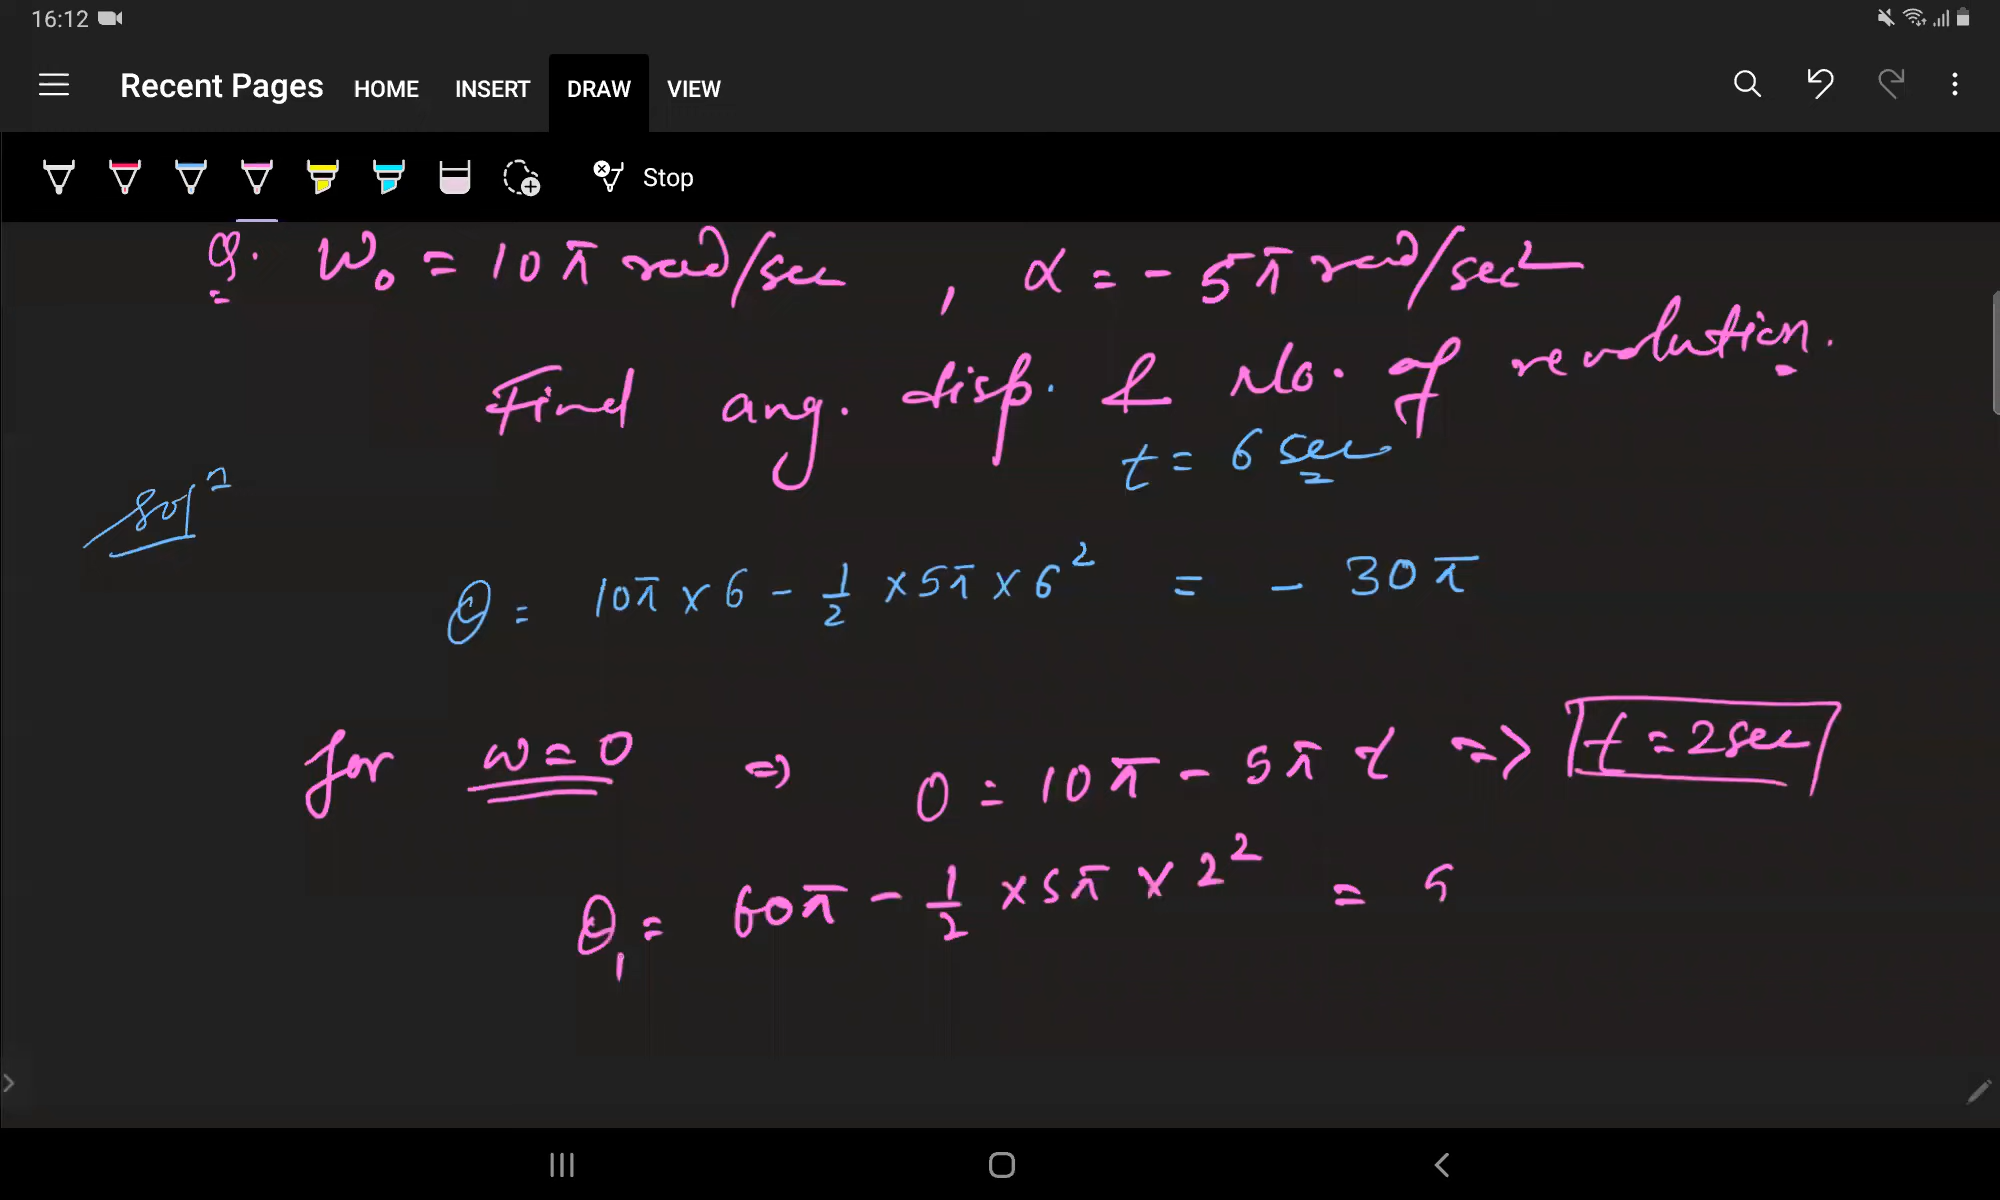 16:12
Recent Pages HOME INSERT DRAW VIEW
Stop
Q. ω₀ = 10π rad/sec , α = - 5π rad/sec²
Find ang. disp. & No. of revolution.
t = 6 sec
Solⁿ
θ = 10π × 6 - 1/2 × 5π × 6² = - 30π
for ω = 0 => 0 = 10π - 5π t => t = 2sec
θ₁ = 60π - 1/2 × 5π × 2² = 5